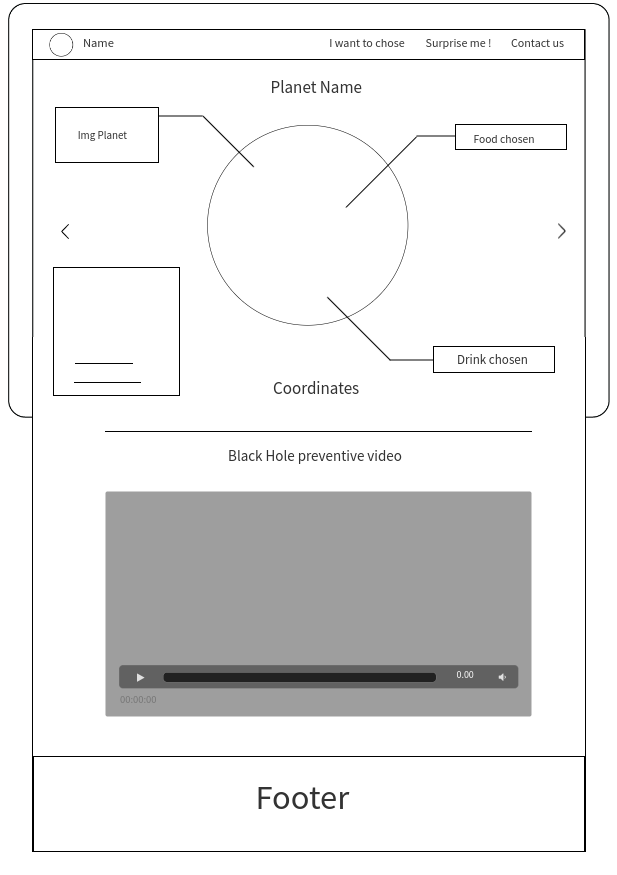 Name
I want to chose
Surprise me !
Contact us
Planet Name
Img Planet
Food chosen
Drink chosen
Coordinates
Black Hole preventive video
0.00
00:00:00
Footer